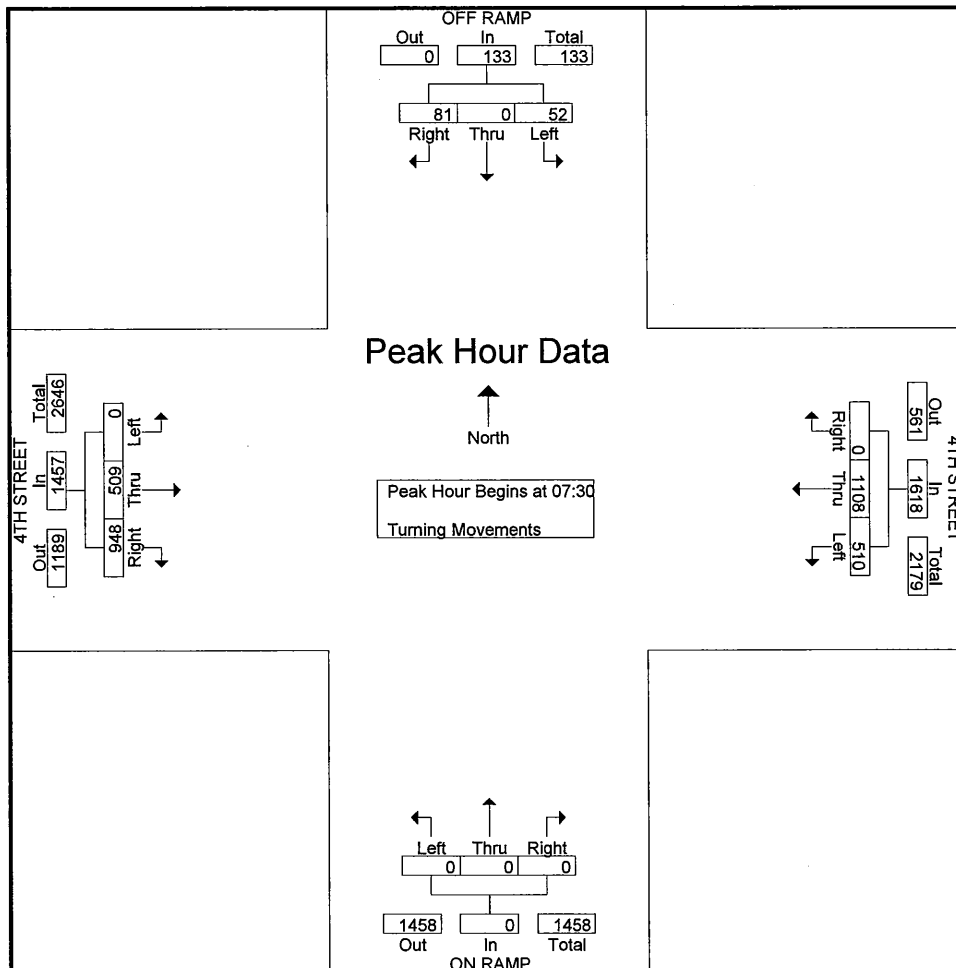 OFF RAMP
Out In Total
0 133 133
81 0 52
Right Thru Left
Peak Hour Data
North
Peak Hour Begins at 07:30
Turning Movements
4TH STREET
Out In Total
1189 1457 2646
948 509 0
Right Thru Left
4TH STREET
Out In Total
561 1618 2179
0 1108 510
Right Thru Left
Left Thru Right
0 0 0
1458 0 1458
Out In Total
ON RAMP